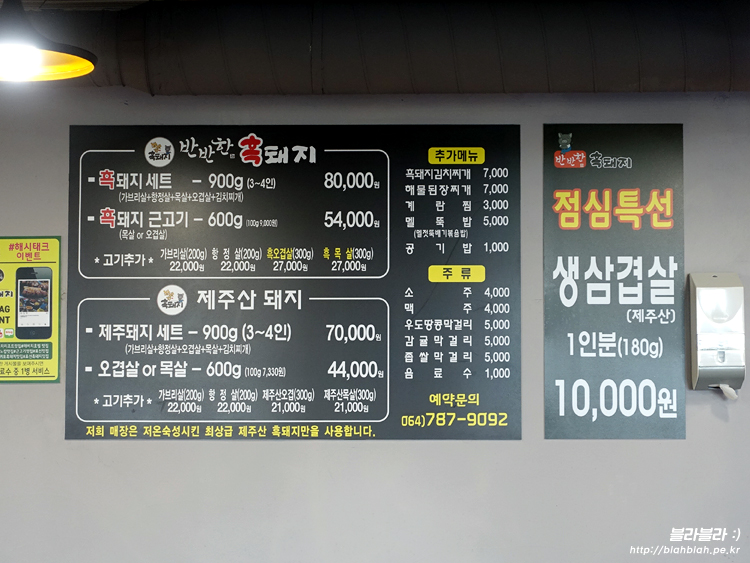 반반한 흑돼지
- 흑돼지 세트 - 900g (3~4인) 80,000원
(가브리살+항정살+목살+오겹살+김치찌개)
- 흑돼지 근고기 - 600g (100g 9,000원) 54,000원
(목살 or 오겹살)
* 고기추가 * 가브리살(200g) 항 정 살(200g) 흑오겹살(300g) 흑 목 살(300g)
22,000원 22,000원 27,000원 27,000원
제주산 돼지
- 제주돼지 세트 - 900g (3~4인) 70,000원
(가브리살+항정살+오겹살+목살+김치찌개)
- 오겹살 or 목살 - 600g (100g 7,330원) 44,000원
* 고기추가 * 가브리살(200g) 항 정 살(200g) 제주산오겹(300g) 제주산목살(300g)
22,000원 22,000원 21,000원 21,000원
저희 매장은 저온숙성시킨 최상급 제주산 흑돼지만을 사용합니다.
추가메뉴
흑돼지김치찌개 7,000
해물된장찌개 7,000
계 란 찜 3,000
멜 뚝 밥 5,000
(멜젓뚝배기볶음밥)
공 기 밥 1,000
주 류
소 주 4,000
맥 주 4,000
우도땅콩막걸리 5,000
감귤막걸리 5,000
좁쌀막걸리 5,000
음 료 수 1,000
예약문의
064)787-9092
반반한 흑돼지
점심특선
생삼겹살
(제주산)
1인분(180g)
10,000원
#해시태크
이벤트
블라블라 :)
http://blahblah.pe.kr